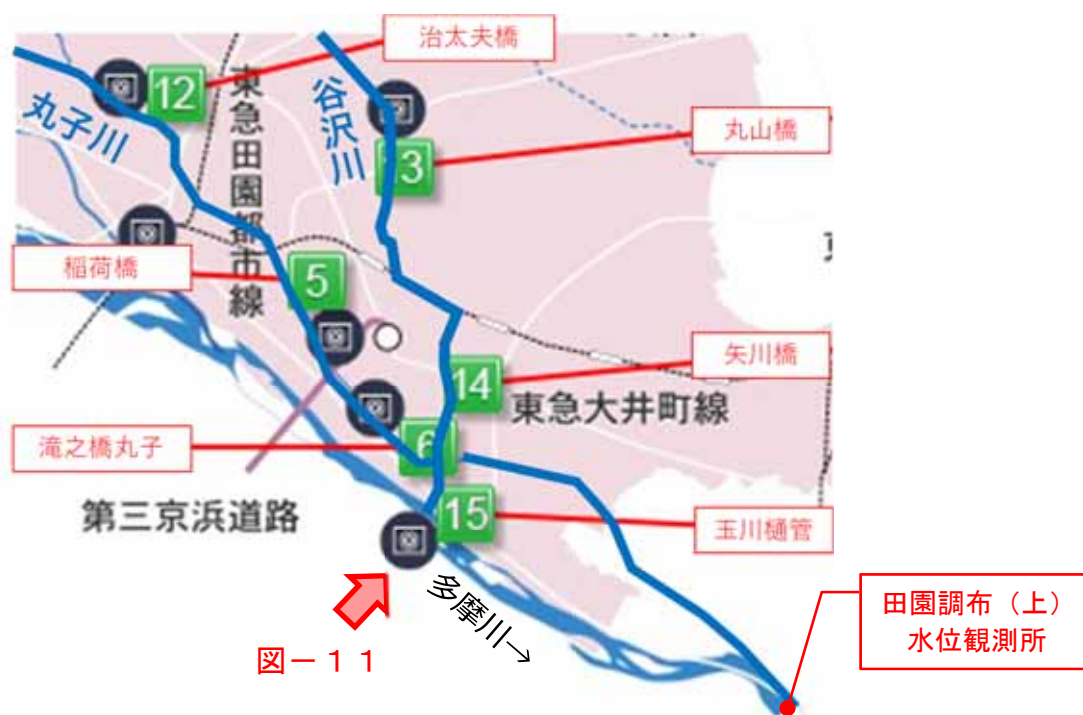 治太夫橋
12
丸子川
東急田園都市線
谷沢川
3
丸山橋
稲荷橋
5
矢川橋
14
東急大井町線
滝之橋丸子
6
第三京浜道路
15
玉川樋管
多摩川→
図－11
田園調布（上）
水位観測所